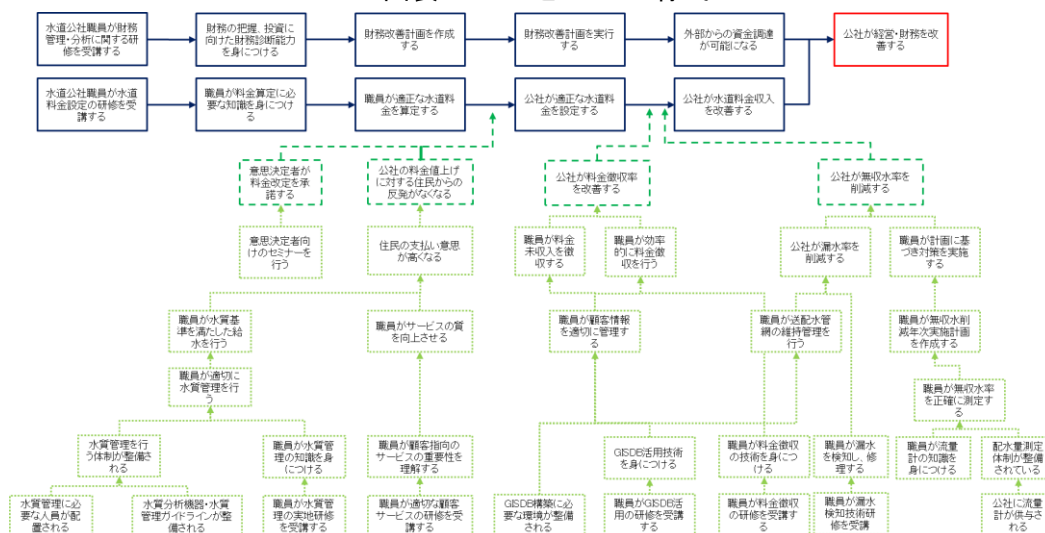 水道公社職員が財務
管理・分析に関する研
修を受講する
財務の把握、投資に
向けた財務診断能力
を身につける
財務改善計画を作成
する
財務改善計画を実行
する
外部からの資金調達
が可能になる
公社が経営・財務を改
善する
水道公社職員が水道
料金設定の研修を受
講する
職員が料金算定に必
要な知識を身につけ
る
職員が適正な水道料
金を算定する
公社が適正な水道料
金を設定する
公社が水道料金収入
を改善する
意思決定者が
料金改定を承
諾する
公社の料金値上げ
に対する住民からの
反発がなくなる
公社が料金徴収率
を改善する
公社が無収水率を
削減する
意思決定者向
けのセミナーを
行う
住民の支払い意思
が高くなる
職員が料金
未収入を徴
収する
職員が効率
的に料金徴
収を行う
公社が漏水率
を削減する
職員が計画に基
づき対策を実施
する
職員が水質基
準を満たした給
水を行う
職員がサービスの質
を向上させる
職員が顧客情報
を適切に管理す
る
職員が送配水管
網の維持管理を
行う
職員が無収水削
減年次実施計画
を作成する
職員が適切に
水質管理を行
う
職員が無収水率
を正確に測定す
る
水質管理を行
う体制が整備
される
職員が水質管
理の知識を身
につける
職員が顧客指向の
サービスの重要性を
理解する
GISDB活用技術
を身につける
職員が料金徴収
の技術を身につ
ける
職員が漏水
を検知し、修
理する
職員が流量
計の知識を
身につける
配水量測定
体制が整備
されている
水質管理に必
要な人員が配
置される
水質分析機器・水質
管理ガイドラインが整
備される
職員が水質管
理の実地研修
を受講する
職員が適切な顧客
サービスの研修を受
講する
GISDB構築に必
要な環境が整備
される
職員がGISDB活
用の研修を受講
する
職員が料金徴収
の研修を受講す
る
職員が漏水
検知技術研
修を受講
公社に流量
計が供与さ
れる